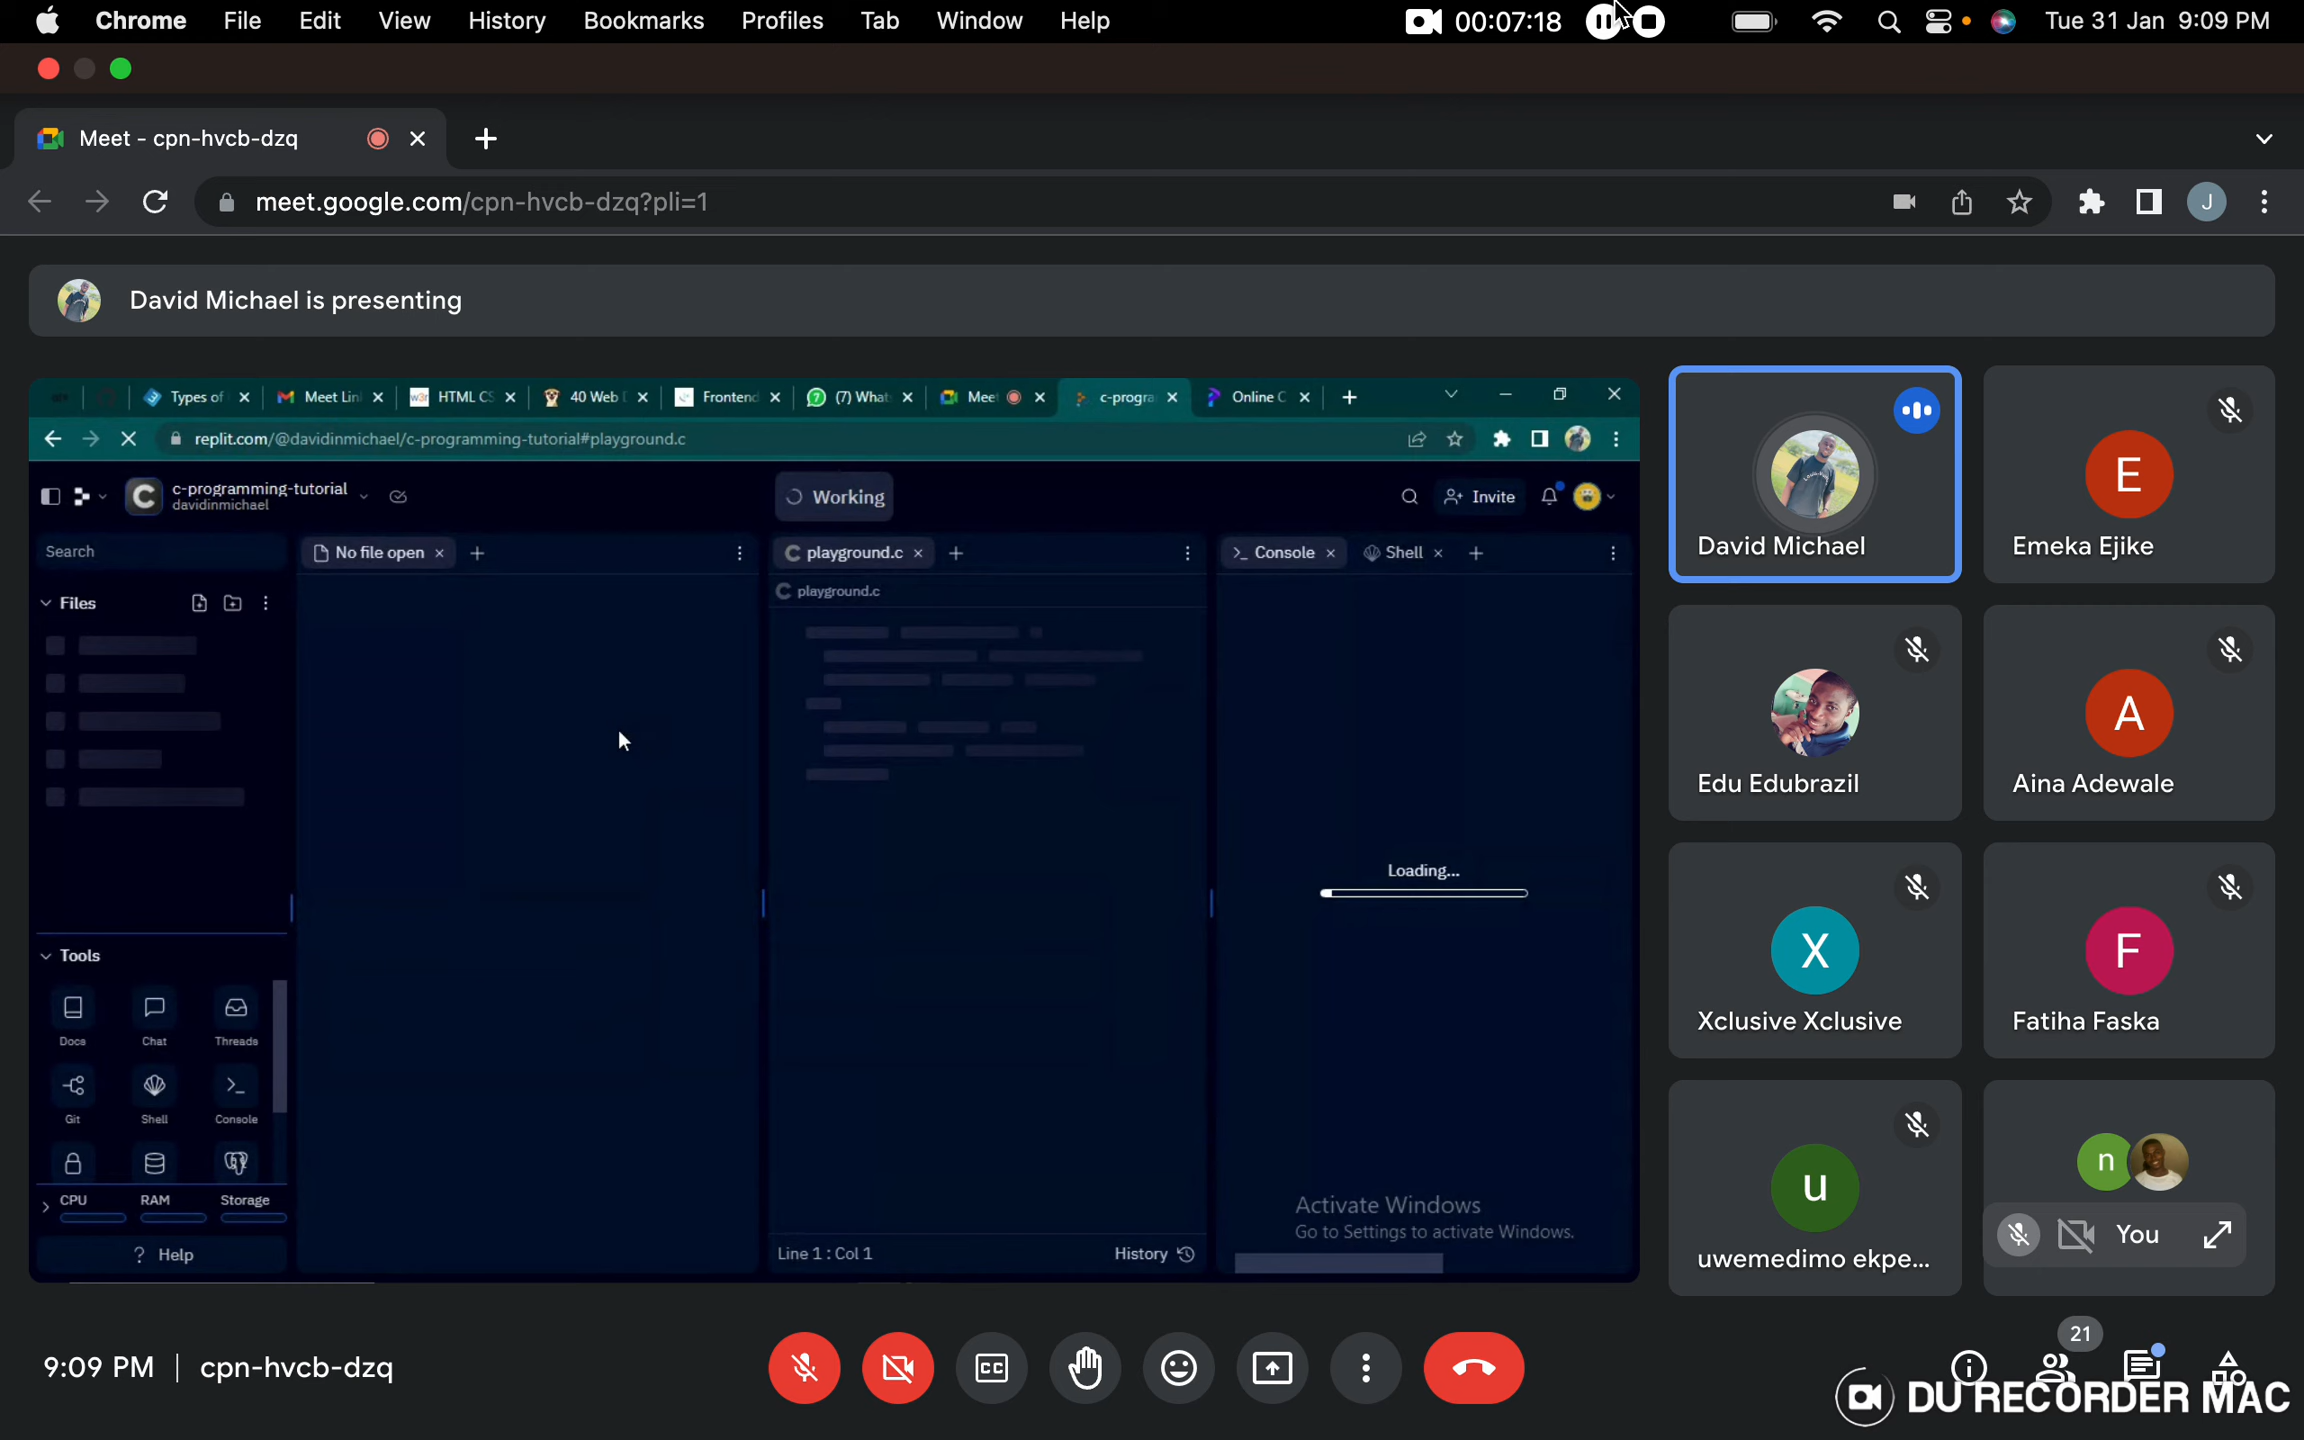 Chrome File Edit View History Bookmarks Profiles Tab Window Help 00:07:18 Tue 31 Jan 9:09 PM
Meet - cpn-hvcb-dzq
meet.google.com/cpn-hvcb-dzq?pli=1 J
David Michael is presenting
Types of Meet Lin HTML CS 40 Web Frontend (7) What Meet c-progra Online C
replit.com/@davidinmichael/c-programming-tutorial#playground.c
c-programming-tutorial
davidinmichael
Working
Invite
Search
No file open
playground.c
Console
Shell
Files
playground.c
Loading...
Tools
Docs Chat Threads
Git Shell Console
CPU RAM Storage
? Help
Line 1 : Col 1
History
Activate Windows
Go to Settings to activate Windows.
David Michael
E
Emeka Ejike
Edu Edubrazil
A
Aina Adewale
X
Xclusive Xclusive
F
Fatiha Faska
u
uwemedimo ekpe...
n
You
9:09 PM | cpn-hvcb-dzq
21
DU RECORDER MAC